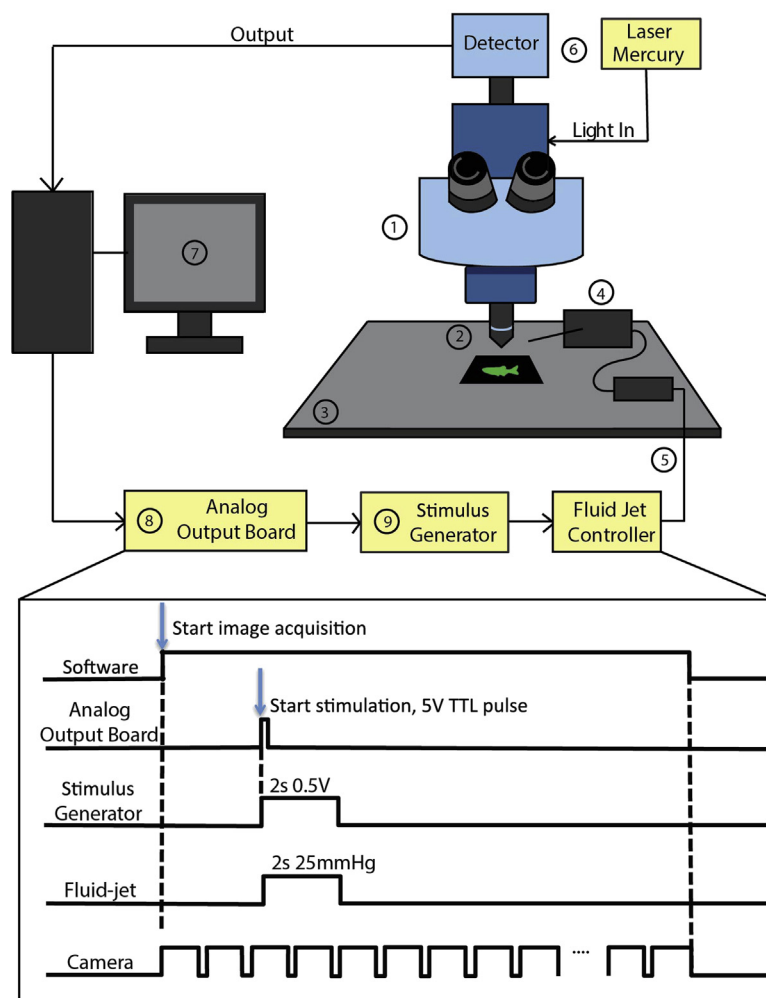 Output
Detector
⑥
Laser
Mercury
Light In
①
⑦
④
②
③
⑤
⑧
Analog
Output Board
⑨
Stimulus
Generator
Fluid Jet
Controller
Start image acquisition
Software
Start stimulation, 5V TTL pulse
Analog
Output Board
2s 0.5V
Stimulus
Generator
2s 25mmHg
Fluid-jet
....
Camera